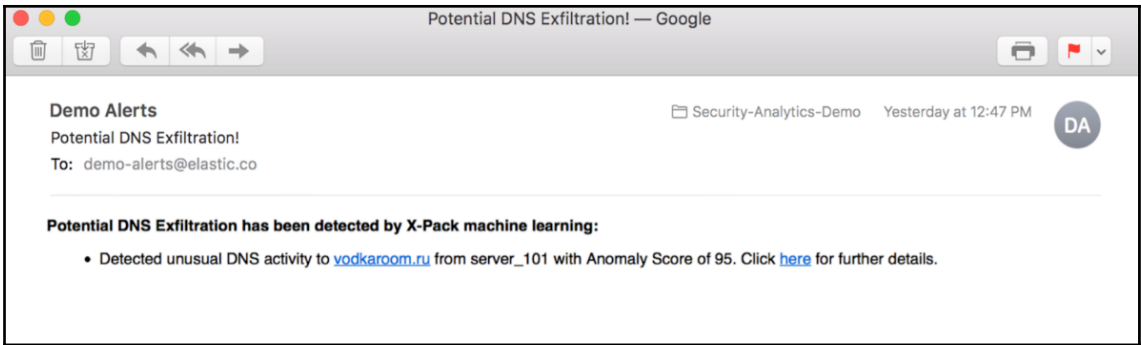 Potential DNS Exfiltration! — Google
Demo Alerts
Security-Analytics-Demo
Yesterday at 12:47 PM
DA
Potential DNS Exfiltration!
To: demo-alerts@elastic.co
Potential DNS Exfiltration has been detected by X-Pack machine learning:
• Detected unusual DNS activity to vodkaroom.ru from server_101 with Anomaly Score of 95. Click here for further details.